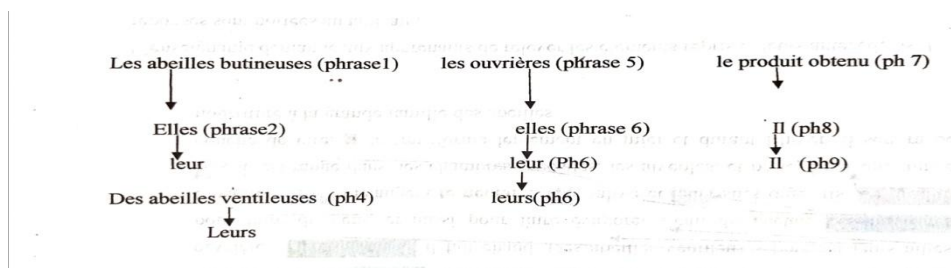 Les abeilles butineuses (phrase1) les ouvrières (phrase 5) le produit obtenu (ph 7)
Elles (phrase2) elles (phrase 6) Il (ph8)
leur leur (Ph6) Il (ph9)
Des abeilles ventileuses (ph4) leurs(ph6)
Leurs